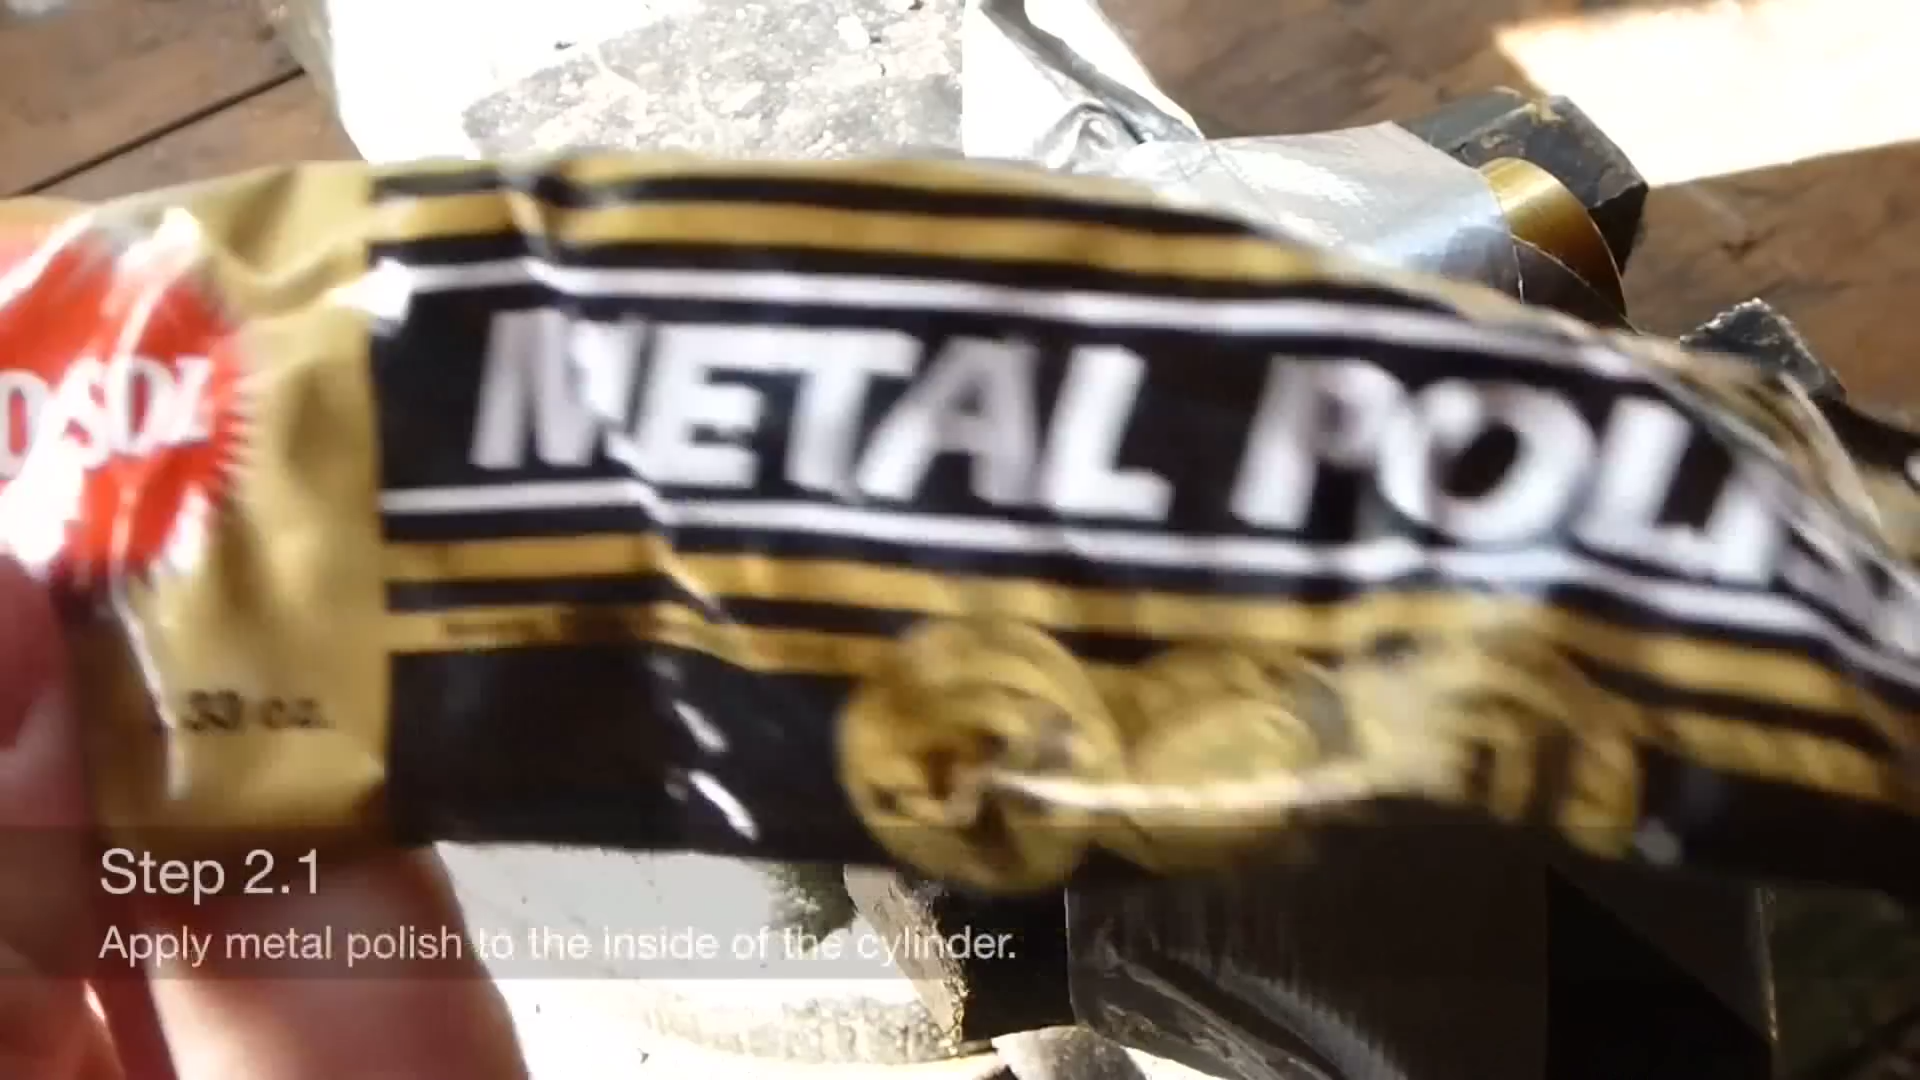 METAL POLI
Step 2.1
Apply metal polish to the inside of the cylinder.